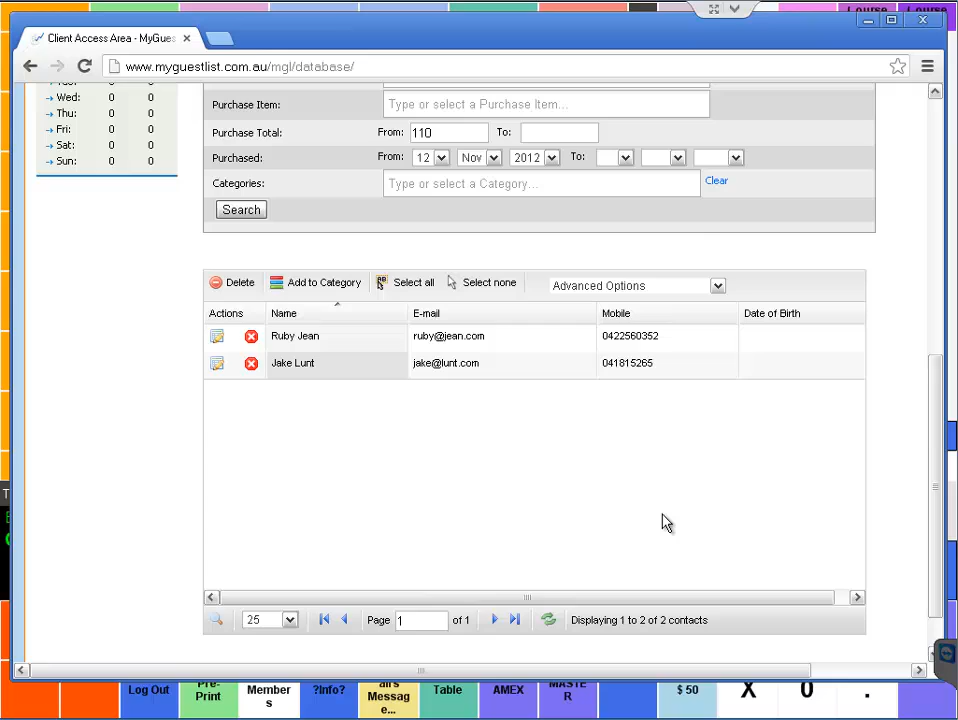 Course
Course
Client Access Area - MyGues
www.myguestlist.com.au/mgl/database/
Wed: 0 0
Thu: 0 0
Fri: 0 0
Sat: 0 0
Sun: 0 0
Purchase Item: Type or select a Purchase Item...
Purchase Total: From: 110 To:
Purchased: From: 12 Nov 2012 To:
Categories: Type or select a Category... Clear
Search
Delete Add to Category Select all Select none Advanced Options
Actions Name E-mail Mobile Date of Birth
Ruby Jean ruby@jean.com 0422560352
Jake Lunt jake@lunt.com 041815265
25 Page 1 of 1 Displaying 1 to 2 of 2 contacts
Log Out
Pre-
Print
Member
s
?Info?
Messag
e...
Table
AMEX
MASTE
R
$ 50
X
0
.